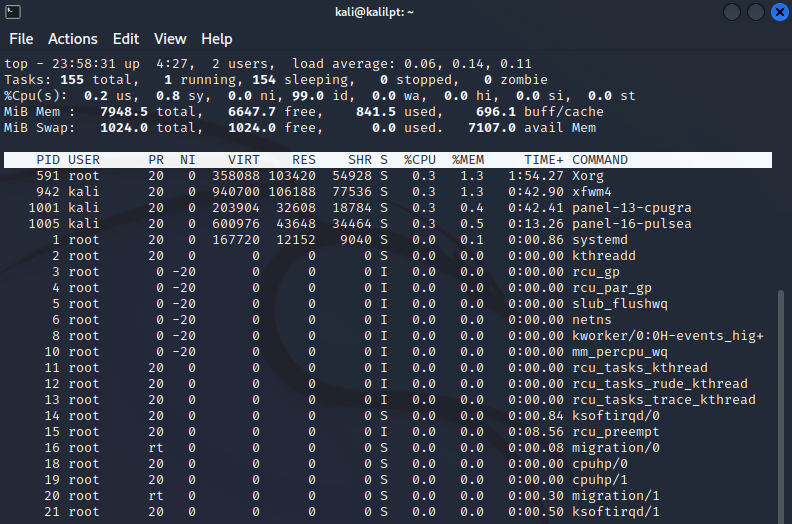 kali@kalilpt: ~
File Actions Edit View Help
top - 23:58:31 up  4:27,  2 users,  load average: 0.06, 0.14, 0.11
Tasks: 155 total,   1 running, 154 sleeping,   0 stopped,   0 zombie
%Cpu(s):  0.2 us,  0.8 sy,  0.0 ni, 99.0 id,  0.0 wa,  0.0 hi,  0.0 si,  0.0 st
MiB Mem :   7948.5 total,   6647.7 free,    841.5 used,    696.1 buff/cache
MiB Swap:   1024.0 total,   1024.0 free,      0.0 used.   7107.0 avail Mem
PID USER      PR  NI    VIRT    RES    SHR S  %CPU  %MEM     TIME+ COMMAND
591 root      20   0  358088 103420  54928 S   0.3   1.3   1:54.27 Xorg
942 kali      20   0  940700 106188  77536 S   0.3   1.3   0:42.90 xfwm4
1001 kali      20   0  203904  32608  18784 S   0.3   0.4   0:42.41 panel-13-cpugra
1005 kali      20   0  600976  43648  34464 S   0.3   0.5   0:13.26 panel-16-pulsea
1 root      20   0  167720  12152   9040 S   0.0   0.1   0:00.86 systemd
2 root      20   0       0      0      0 S   0.0   0.0   0:00.00 kthreadd
3 root       0 -20       0      0      0 I   0.0   0.0   0:00.00 rcu_gp
4 root       0 -20       0      0      0 I   0.0   0.0   0:00.00 rcu_par_gp
5 root       0 -20       0      0      0 I   0.0   0.0   0:00.00 slub_flushwq
6 root       0 -20       0      0      0 I   0.0   0.0   0:00.00 netns
8 root       0 -20       0      0      0 I   0.0   0.0   0:00.00 kworker/0:0H-events_hig+
10 root       0 -20       0      0      0 I   0.0   0.0   0:00.00 mm_percpu_wq
11 root      20   0       0      0      0 I   0.0   0.0   0:00.00 rcu_tasks_kthread
12 root      20   0       0      0      0 I   0.0   0.0   0:00.00 rcu_tasks_rude_kthread
13 root      20   0       0      0      0 I   0.0   0.0   0:00.00 rcu_tasks_trace_kthread
14 root      20   0       0      0      0 S   0.0   0.0   0:00.84 ksoftirqd/0
15 root      20   0       0      0      0 I   0.0   0.0   0:08.56 rcu_preempt
16 root      rt   0       0      0      0 S   0.0   0.0   0:00.08 migration/0
18 root      20   0       0      0      0 S   0.0   0.0   0:00.00 cpuhp/0
19 root      20   0       0      0      0 S   0.0   0.0   0:00.00 cpuhp/1
20 root      rt   0       0      0      0 S   0.0   0.0   0:00.30 migration/1
21 root      20   0       0      0      0 S   0.0   0.0   0:00.50 ksoftirqd/1